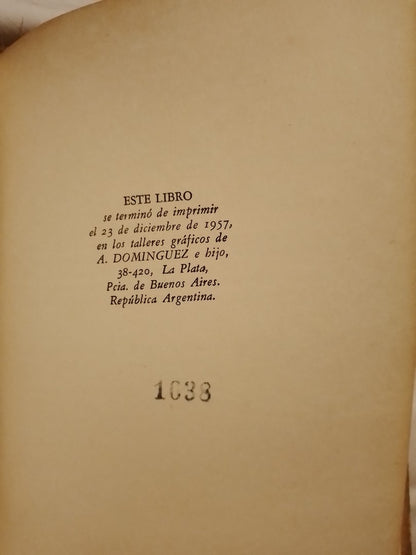 ESTE LIBRO
se terminó de imprimir
el 23 de diciembre de 1957,
en los talleres gráficos de
A. DOMINGUEZ e hijo,
38-420, La Plata,
Pcia. de Buenos Aires.
República Argentina.
1038